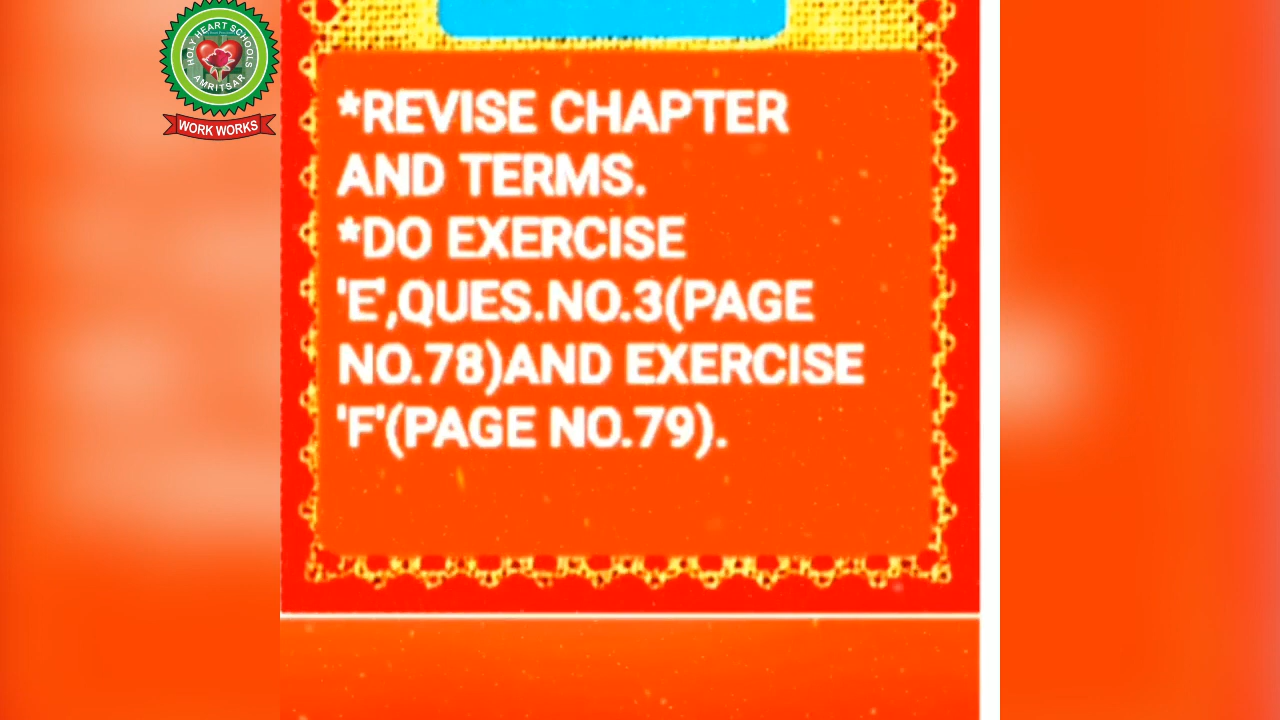 HOLY HEART SCHOOLS
AMRITSAR
WORK WORKS
*REVISE CHAPTER
AND TERMS.
*DO EXERCISE
'E',QUES.NO.3(PAGE
NO.78)AND EXERCISE
'F'(PAGE NO.79).